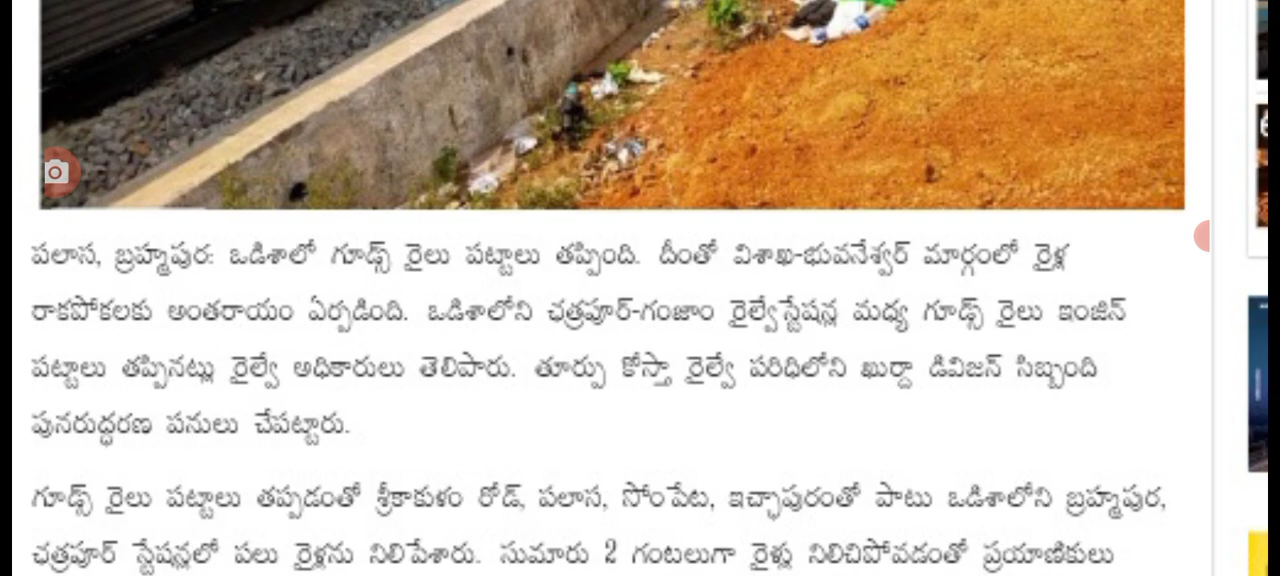 పలాస, బ్రహ్మపుర: ఒడిశాలో గూడ్స్ రైలు పట్టాలు తప్పింది. దీంతో విశాఖ-భువనేశ్వర్ మార్గంలో రైళ్ల
రాకపోకలకు అంతరాయం ఏర్పడింది. ఒడిశాలోని ఛత్రపూర్-గంజాం రైల్వేస్టేషన్ల మధ్య గూడ్స్ రైలు ఇంజిన్
పట్టాలు తప్పినట్లు రైల్వే అధికారులు తెలిపారు. తూర్పు కోస్తా రైల్వే పరిధిలోని ఖుర్దా డివిజన్ సిబ్బంది
పునరుద్ధరణ పనులు చేపట్టారు.
గూడ్స్ రైలు పట్టాలు తప్పడంతో శ్రీకాకుళం రోడ్, పలాస, సోంపేట, ఇచ్ఛాపురంతో పాటు ఒడిశాలోని బ్రహ్మపుర,
ఛత్రపూర్ స్టేషన్లలో పలు రైళ్లను నిలిపేశారు. సుమారు 2 గంటలుగా రైళ్లు నిలిచిపోవడంతో ప్రయాణికులు